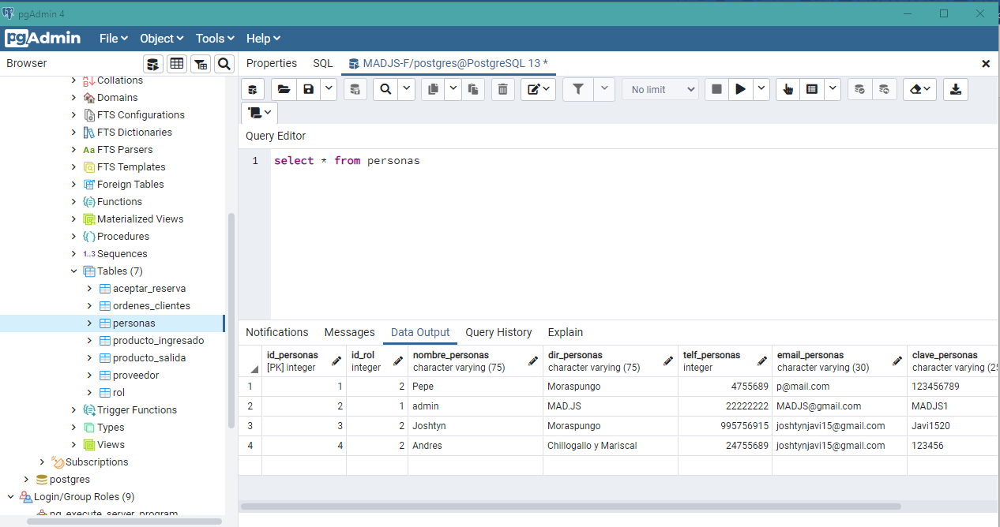 pgAdmin 4
pgAdmin File Object Tools Help
Browser
Properties SQL MADJS-F/postgres@PostgreSQL 13 *
No limit
Query Editor
1 select * from personas
Collations
Domains
FTS Configurations
FTS Dictionaries
Aa FTS Parsers
FTS Templates
Foreign Tables
Functions
Materialized Views
Procedures
1..3 Sequences
Tables (7)
aceptar_reserva
ordenes_clientes
personas
producto_ingresado
producto_salida
proveedor
rol
Trigger Functions
Types
Views
Subscriptions
postgres
Login/Group Roles (9)
pg_execute_server_program
Notifications Messages Data Output Query History Explain
id_personas id_rol nombre_personas dir_personas telf_personas email_personas clave_personas
[PK] integer integer character varying (75) character varying (75) integer character varying (30) character varying (25
1 1 2 Pepe Moraspungo 4755689 p@mail.com 123456789
2 2 1 admin MAD.JS 22222222 MADJS@gmail.com MADJS1
3 3 2 Joshtyn Moraspungo 995756915 joshtynjavi15@gmail.com Javi1520
4 4 2 Andres Chillogallo y Mariscal 24755689 joshtynjavi15@gmail.com 123456